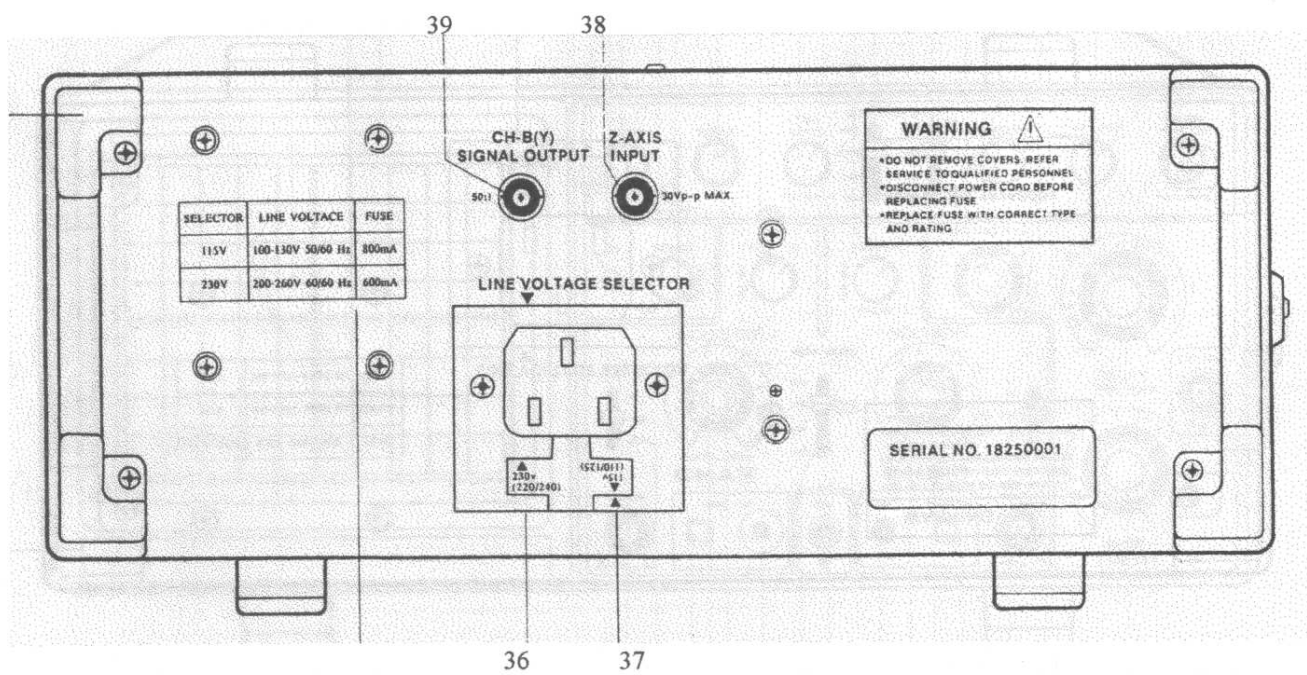 39
38
CH-B(Y)
SIGNAL OUTPUT
Z-AXIS
INPUT
50Ω
30Vp-p MAX.
WARNING
•DO NOT REMOVE COVERS. REFER
SERVICE TO QUALIFIED PERSONNEL
•DISCONNECT POWER CORD BEFORE
REPLACING FUSE
•REPLACE FUSE WITH CORRECT TYPE
AND RATING
SELECTOR LINE VOLTACE FUSE
115V 100-130V 50/60 Hz 800mA
230V 200-260V 60/60 Hz 600mA
LINE VOLTAGE SELECTOR
230v
(220/240)
115v
(110/125)
SERIAL NO. 18250001
36
37